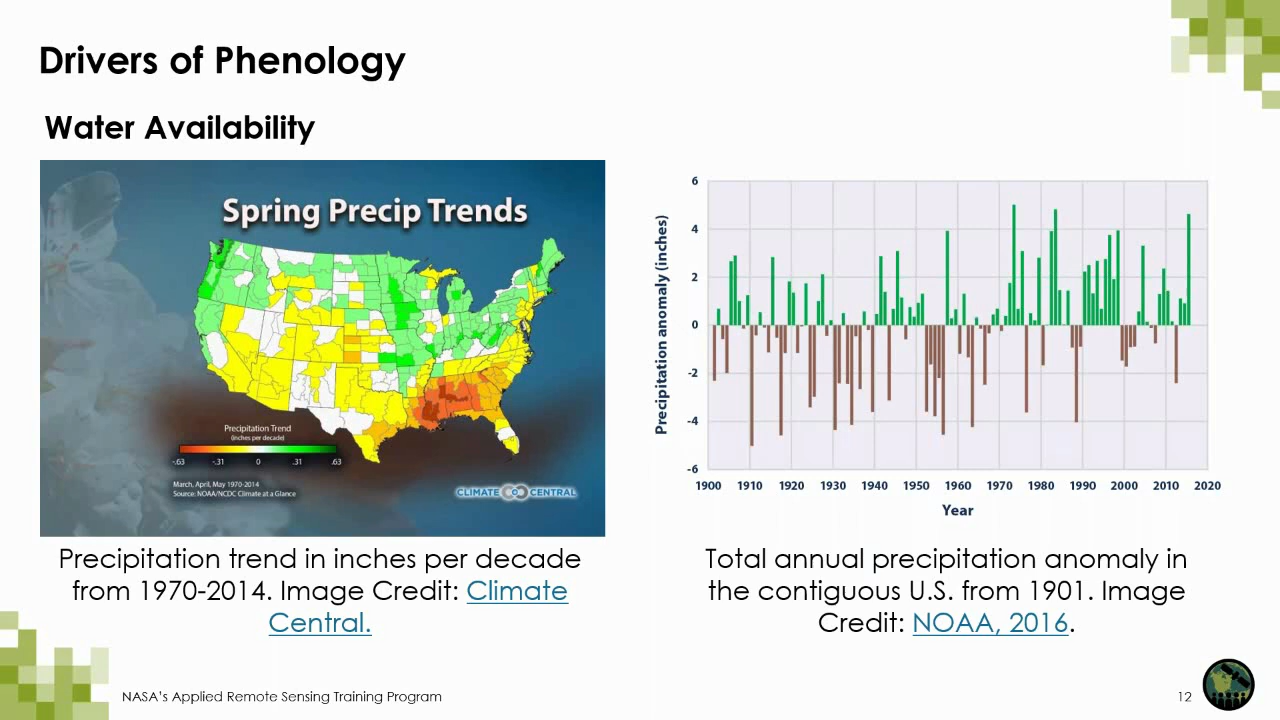 Drivers of Phenology
Water Availability
Spring Precip Trends
Precipitation Trend
(inches per decade)
-.63 -.31 0 .31 .63
March, April, May 1970-2014
Source: NOAA/NCDC Climate at a Glance
CLIMATE CENTRAL
Precipitation trend in inches per decade
from 1970-2014. Image Credit: Climate
Central.
Precipitation anomaly (inches)
6
4
2
0
-2
-4
-6
1900 1910 1920 1930 1940 1950 1960 1970 1980 1990 2000 2010 2020
Year
Total annual precipitation anomaly in
the contiguous U.S. from 1901. Image
Credit: NOAA, 2016.
NASA's Applied Remote Sensing Training Program
12